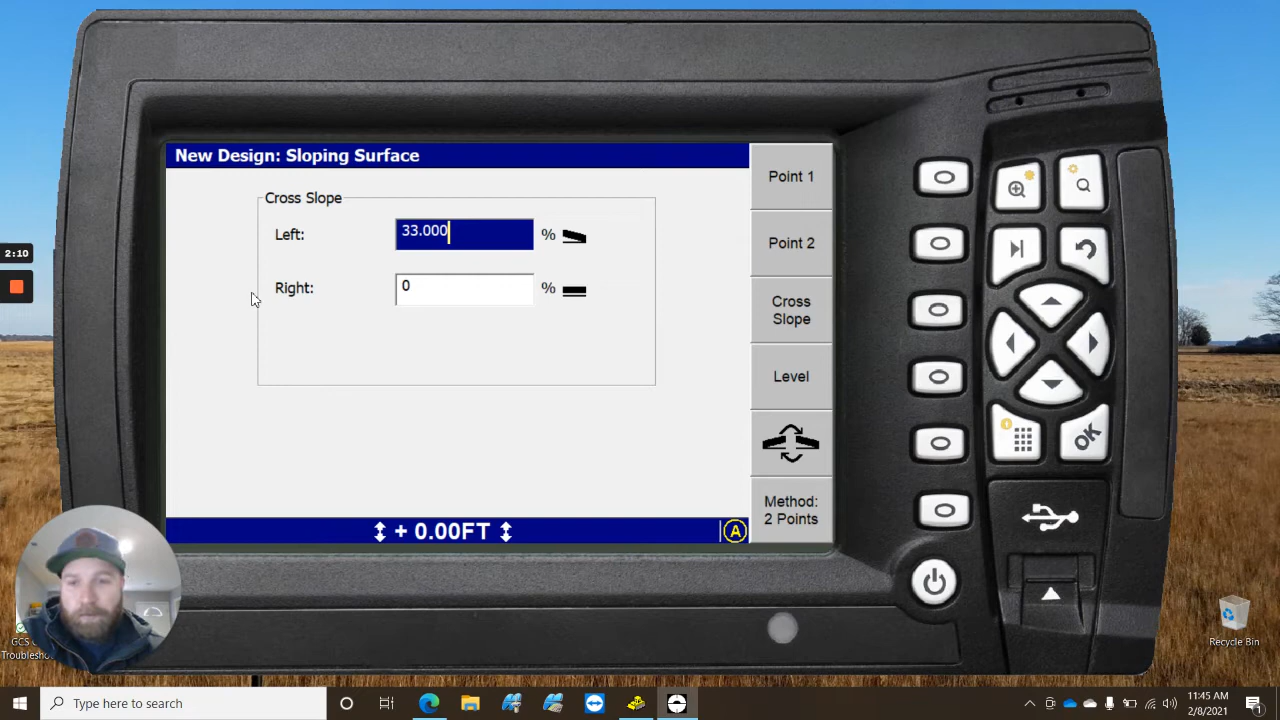 New Design: Sloping Surface
Cross Slope
Left:
33.000
%
Right:
0
%
+ 0.00FT
A
Point 1
Point 2
Cross
Slope
Level
Method:
2 Points
OK
2:10
GCS
Recycle Bin
Type here to search
11:45 AM
2/8/2021
1